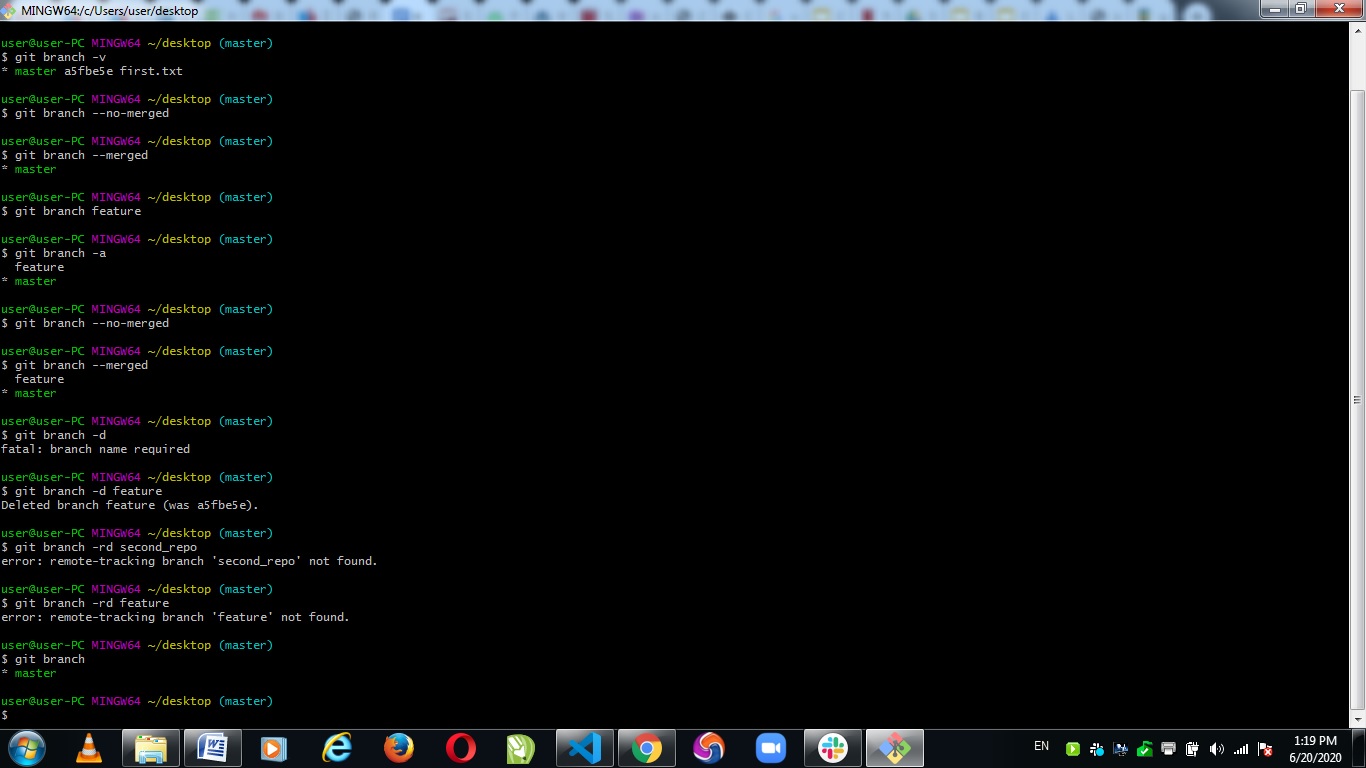 MINGW64:/c/Users/user/desktop
user@user-PC MINGW64 ~/desktop (master)
$ git branch -v
* master a5fbe5e first.txt
user@user-PC MINGW64 ~/desktop (master)
$ git branch --no-merged
user@user-PC MINGW64 ~/desktop (master)
$ git branch --merged
* master
user@user-PC MINGW64 ~/desktop (master)
$ git branch feature
user@user-PC MINGW64 ~/desktop (master)
$ git branch -a
  feature
* master
user@user-PC MINGW64 ~/desktop (master)
$ git branch --no-merged
user@user-PC MINGW64 ~/desktop (master)
$ git branch --merged
  feature
* master
user@user-PC MINGW64 ~/desktop (master)
$ git branch -d
fatal: branch name required
user@user-PC MINGW64 ~/desktop (master)
$ git branch -d feature
Deleted branch feature (was a5fbe5e).
user@user-PC MINGW64 ~/desktop (master)
$ git branch -rd second_repo
error: remote-tracking branch 'second_repo' not found.
user@user-PC MINGW64 ~/desktop (master)
$ git branch -rd feature
error: remote-tracking branch 'feature' not found.
user@user-PC MINGW64 ~/desktop (master)
$ git branch
* master
user@user-PC MINGW64 ~/desktop (master)
$
EN
1:19 PM
6/20/2020